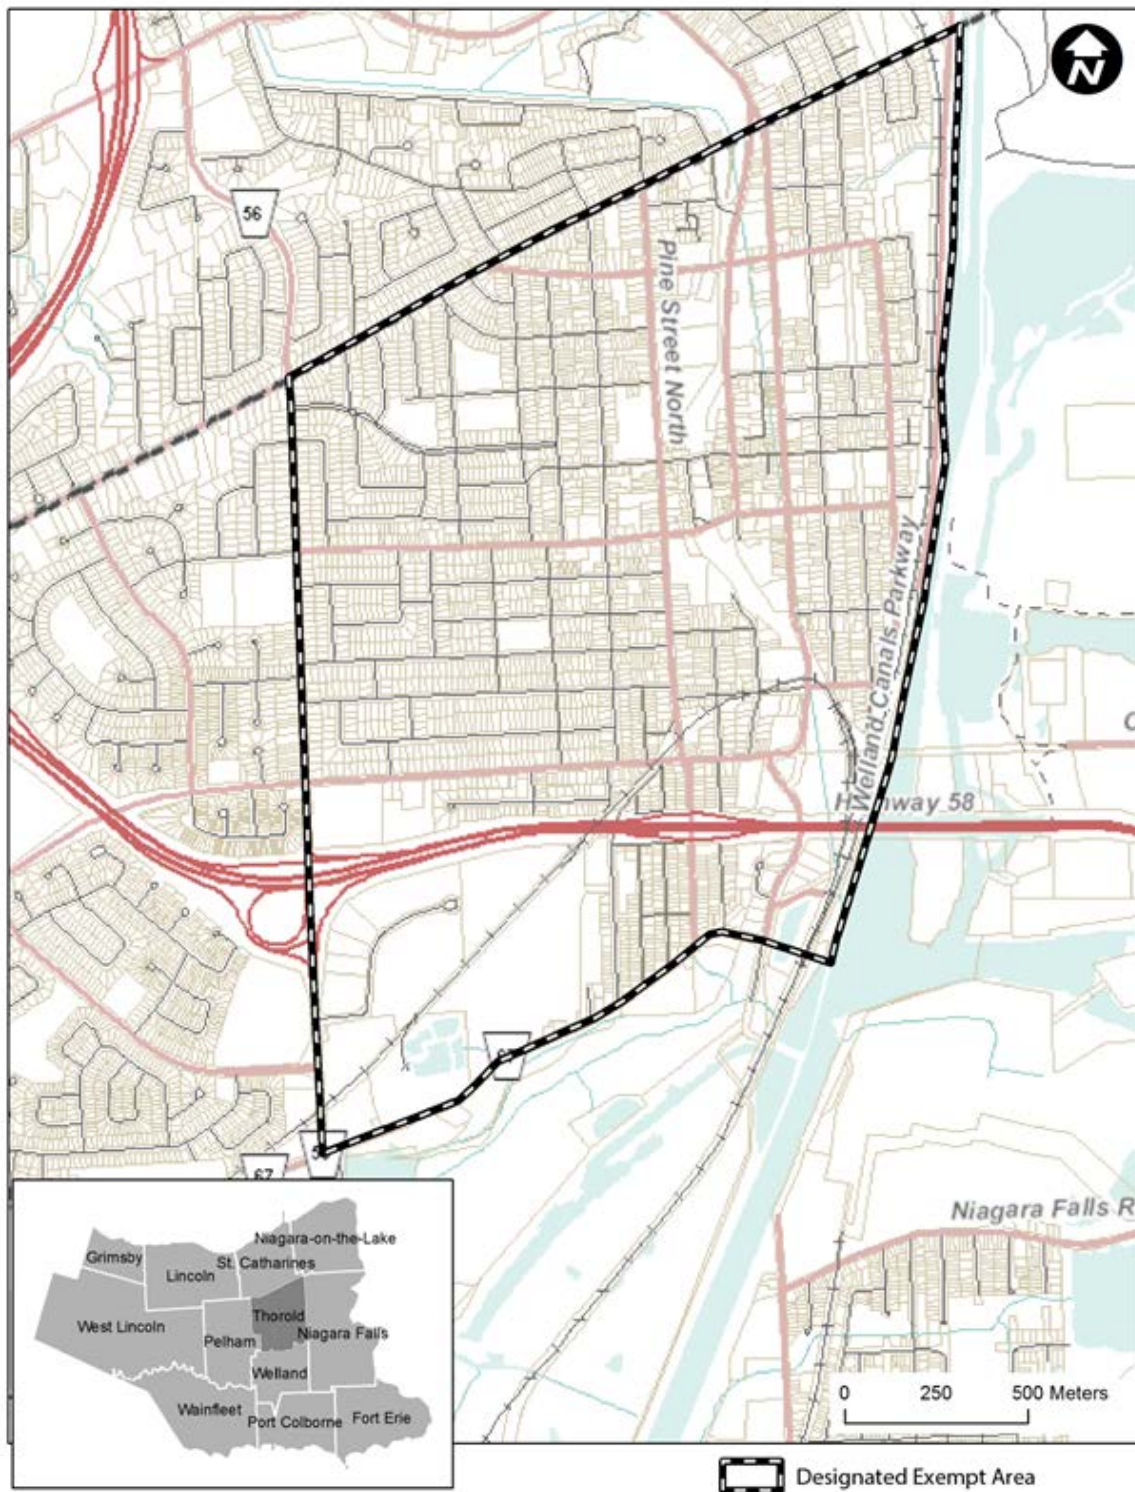 N
56
Pine Street North
Welland Canals Parkway
Highway 58
67
Niagara Falls R
Grimsby
Lincoln
St. Catharines
Niagara-on-the-Lake
West Lincoln
Pelham
Thorold
Niagara Falls
Welland
Wainfleet
Port Colborne
Fort Erie
0 250 500 Meters
Designated Exempt Area